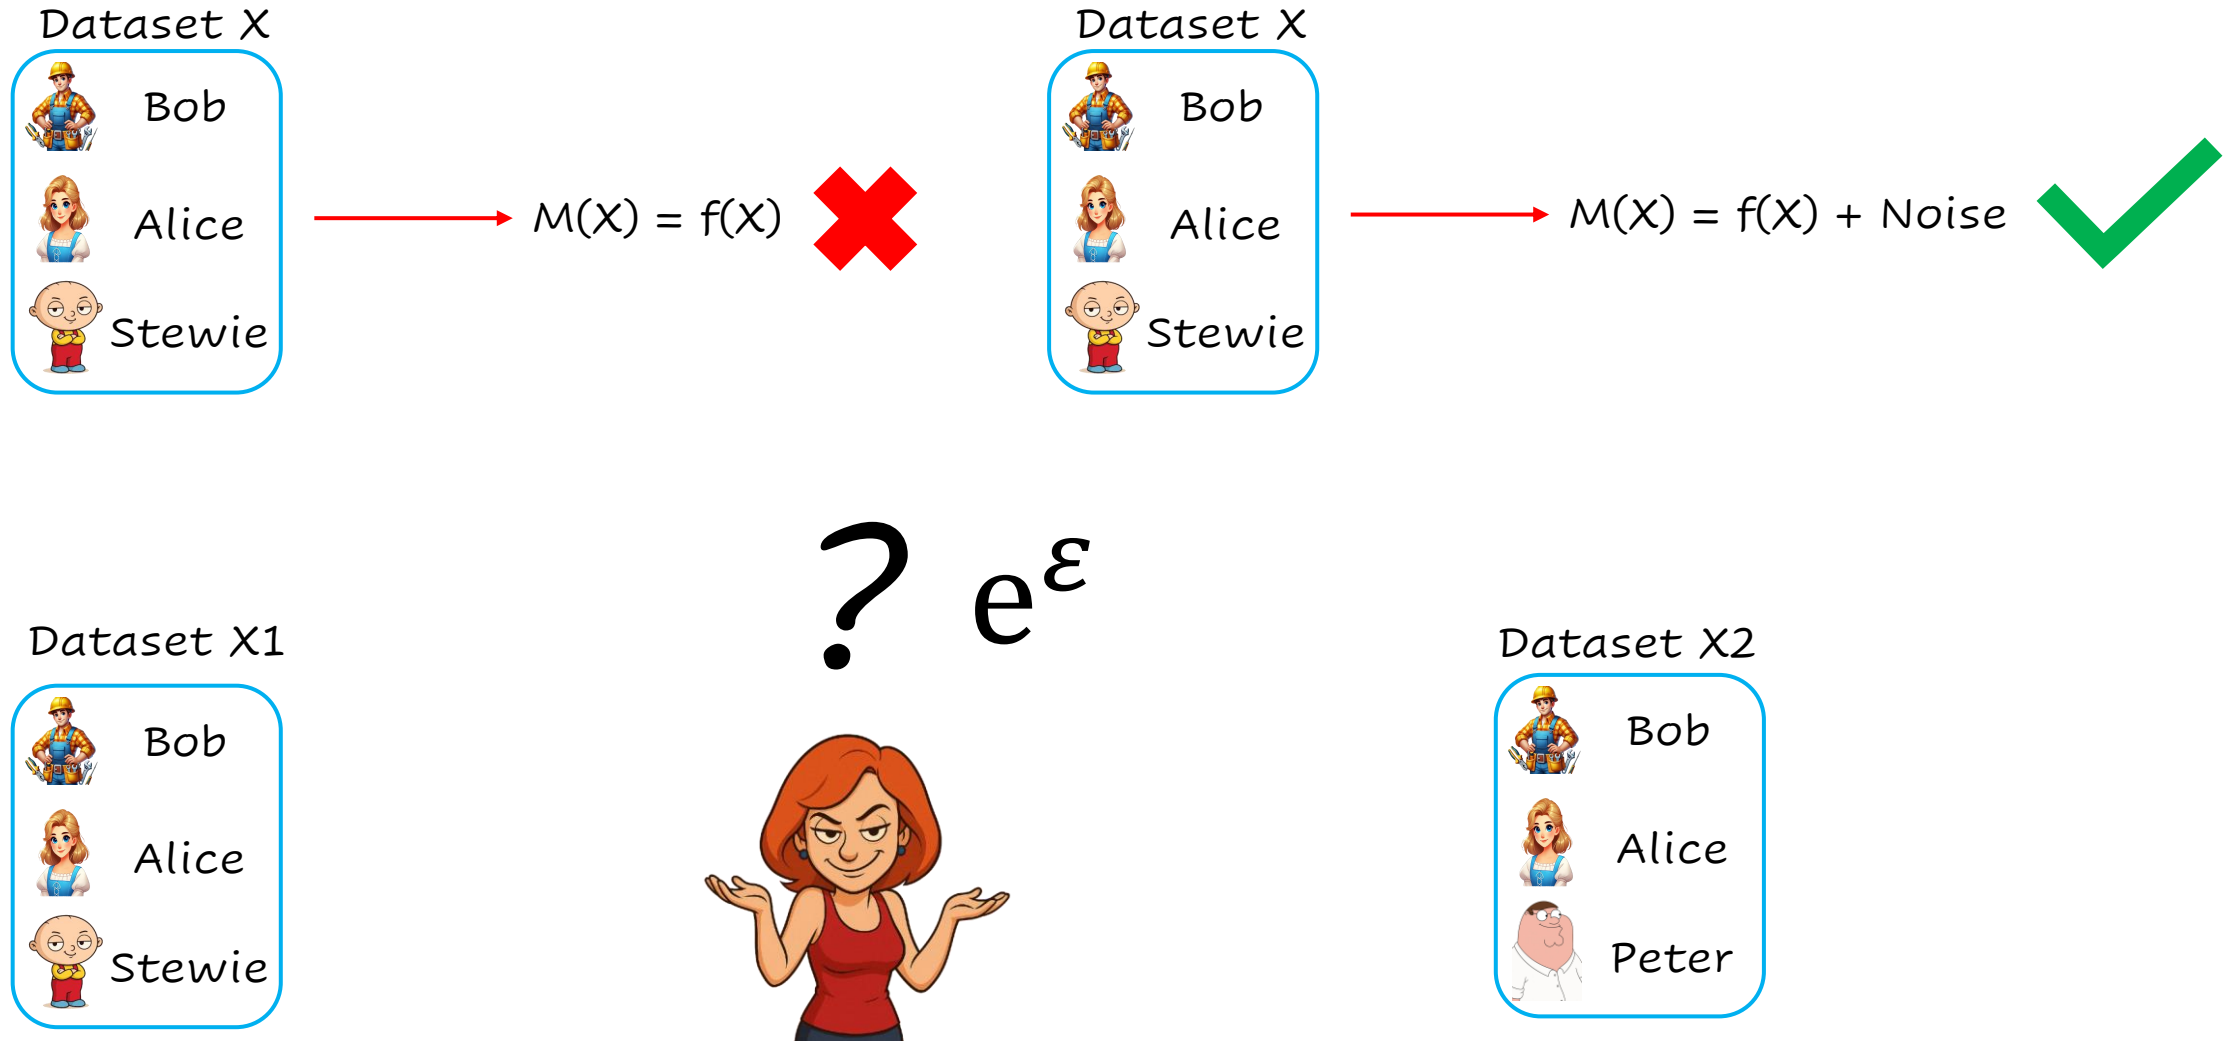 Dataset X
Bob
Alice
Stewie
M(X) = f(X)
Dataset X
Bob
Alice
Stewie
M(X) = f(X) + Noise
? e^ε
Dataset X1
Bob
Alice
Stewie
Dataset X2
Bob
Alice
Peter